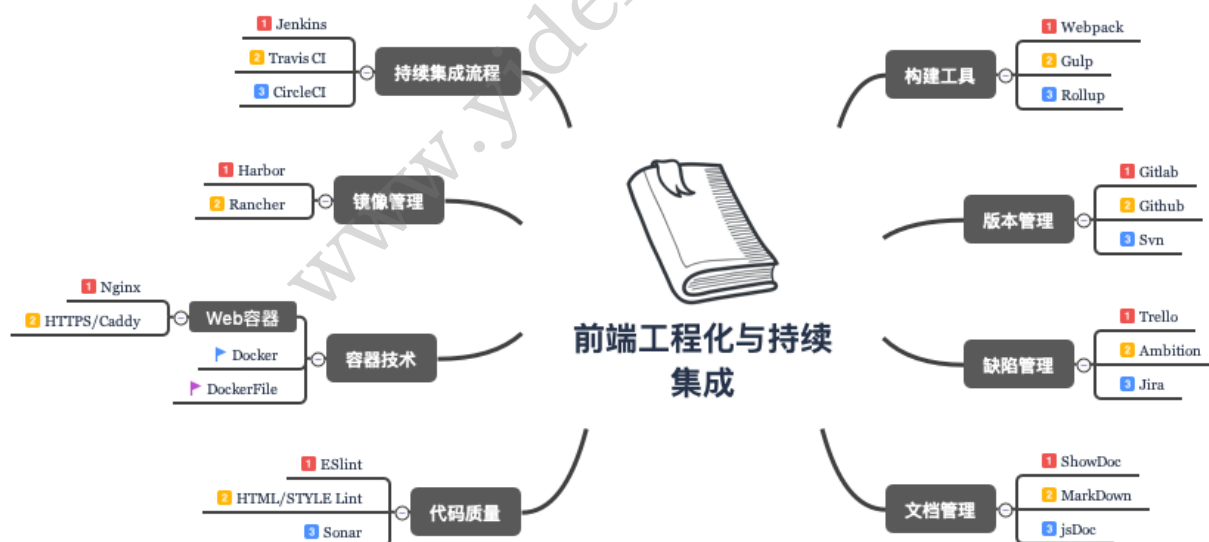 前端工程化与持续
集成
构建工具
1 Webpack
2 Gulp
3 Rollup
版本管理
1 Gitlab
2 Github
3 Svn
缺陷管理
1 Trello
2 Ambition
3 Jira
文档管理
1 ShowDoc
2 MarkDown
3 jsDoc
持续集成流程
1 Jenkins
2 Travis CI
3 CircleCI
镜像管理
1 Harbor
2 Rancher
容器技术
Web容器
1 Nginx
2 HTTPS/Caddy
Docker
DockerFile
代码质量
1 ESlint
2 HTML/STYLE Lint
3 Sonar